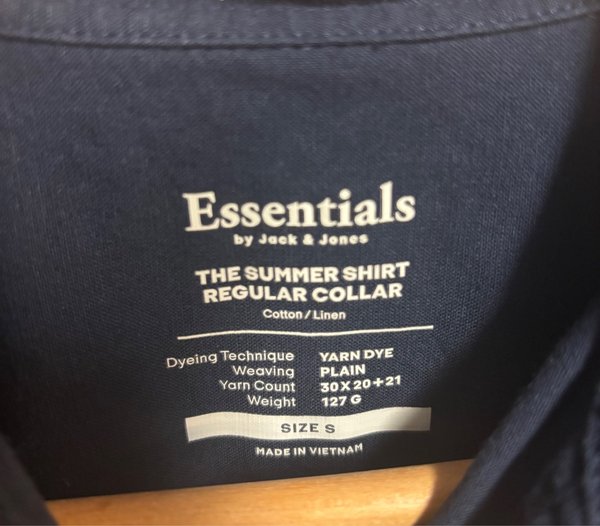 Essentials
by Jack & Jones
THE SUMMER SHIRT
REGULAR COLLAR
Cotton/Linen
Dyeing Technique YARN DYE
Weaving PLAIN
Yarn Count 30X20+21
Weight 127 G
SIZE S
MADE IN VIETNAM